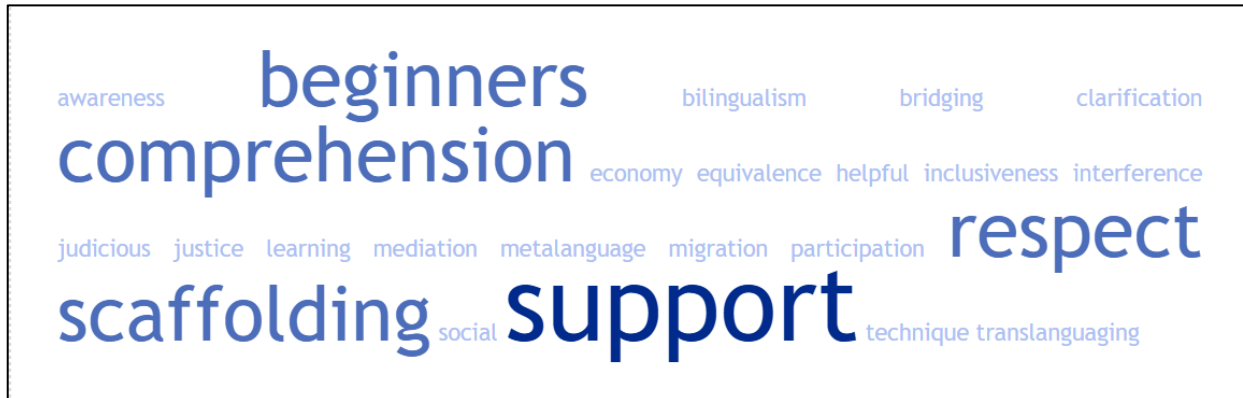 awareness beginners bilingualism bridging clarification
comprehension economy equivalence helpful inclusiveness interference
judicious justice learning mediation metalanguage migration participation respect
scaffolding social support technique translanguaging